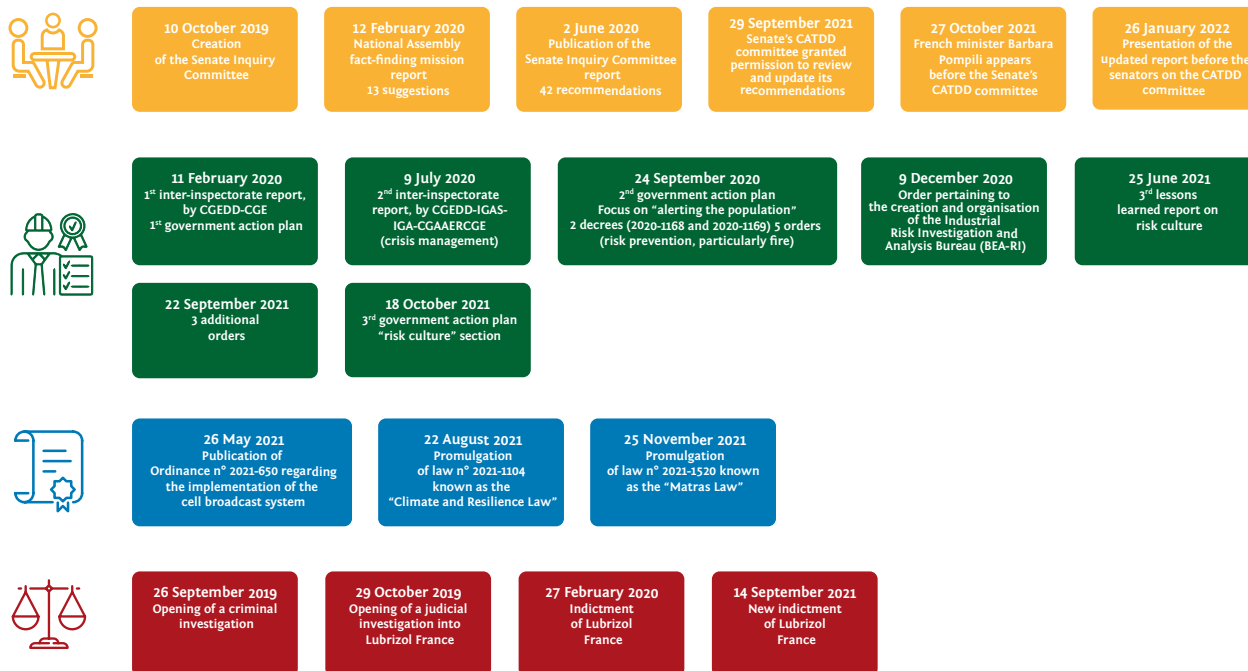 10 October 2019
Creation
of the Senate Inquiry
Committee
12 February 2020
National Assembly
fact-finding mission
report
13 suggestions
2 June 2020
Publication of the
Senate Inquiry Committee
report
42 recommendations
29 September 2021
Senate's CATDD
committee granted
permission to review
and update its
recommendations
27 October 2021
French minister Barbara
Pompili appears
before the Senate's
CATDD committee
26 January 2022
Presentation of the
updated report before the
senators on the CATDD
committee
11 February 2020
1st inter-inspectorate report,
by CGEDD-CGE
1st government action plan
9 July 2020
2nd inter-inspectorate
report, by CGEDD-IGAS-
IGA-CGAAERCGE
(crisis management)
24 September 2020
2nd government action plan
Focus on “alerting the population”
2 decrees (2020-1168 and 2020-1169) 5 orders
(risk prevention, particularly fire)
9 December 2020
Order pertaining to
the creation and organisation
of the Industrial
Risk Investigation and
Analysis Bureau (BEA-RI)
25 June 2021
3rd lessons
learned report on
risk culture
22 September 2021
3 additional
orders
18 October 2021
3rd government action plan
“risk culture” section
26 May 2021
Publication of
Ordinance n° 2021-650 regarding
the implementation of the
cell broadcast system
22 August 2021
Promulgation
of law n° 2021-1104
known as the
“Climate and Resilience Law”
25 November 2021
Promulgation
of law n° 2021-1520 known
as the “Matras Law”
26 September 2019
Opening of a criminal
investigation
29 October 2019
Opening of a judicial
investigation into
Lubrizol France
27 February 2020
Indictment
of Lubrizol
France
14 September 2021
New indictment
of Lubrizol
France